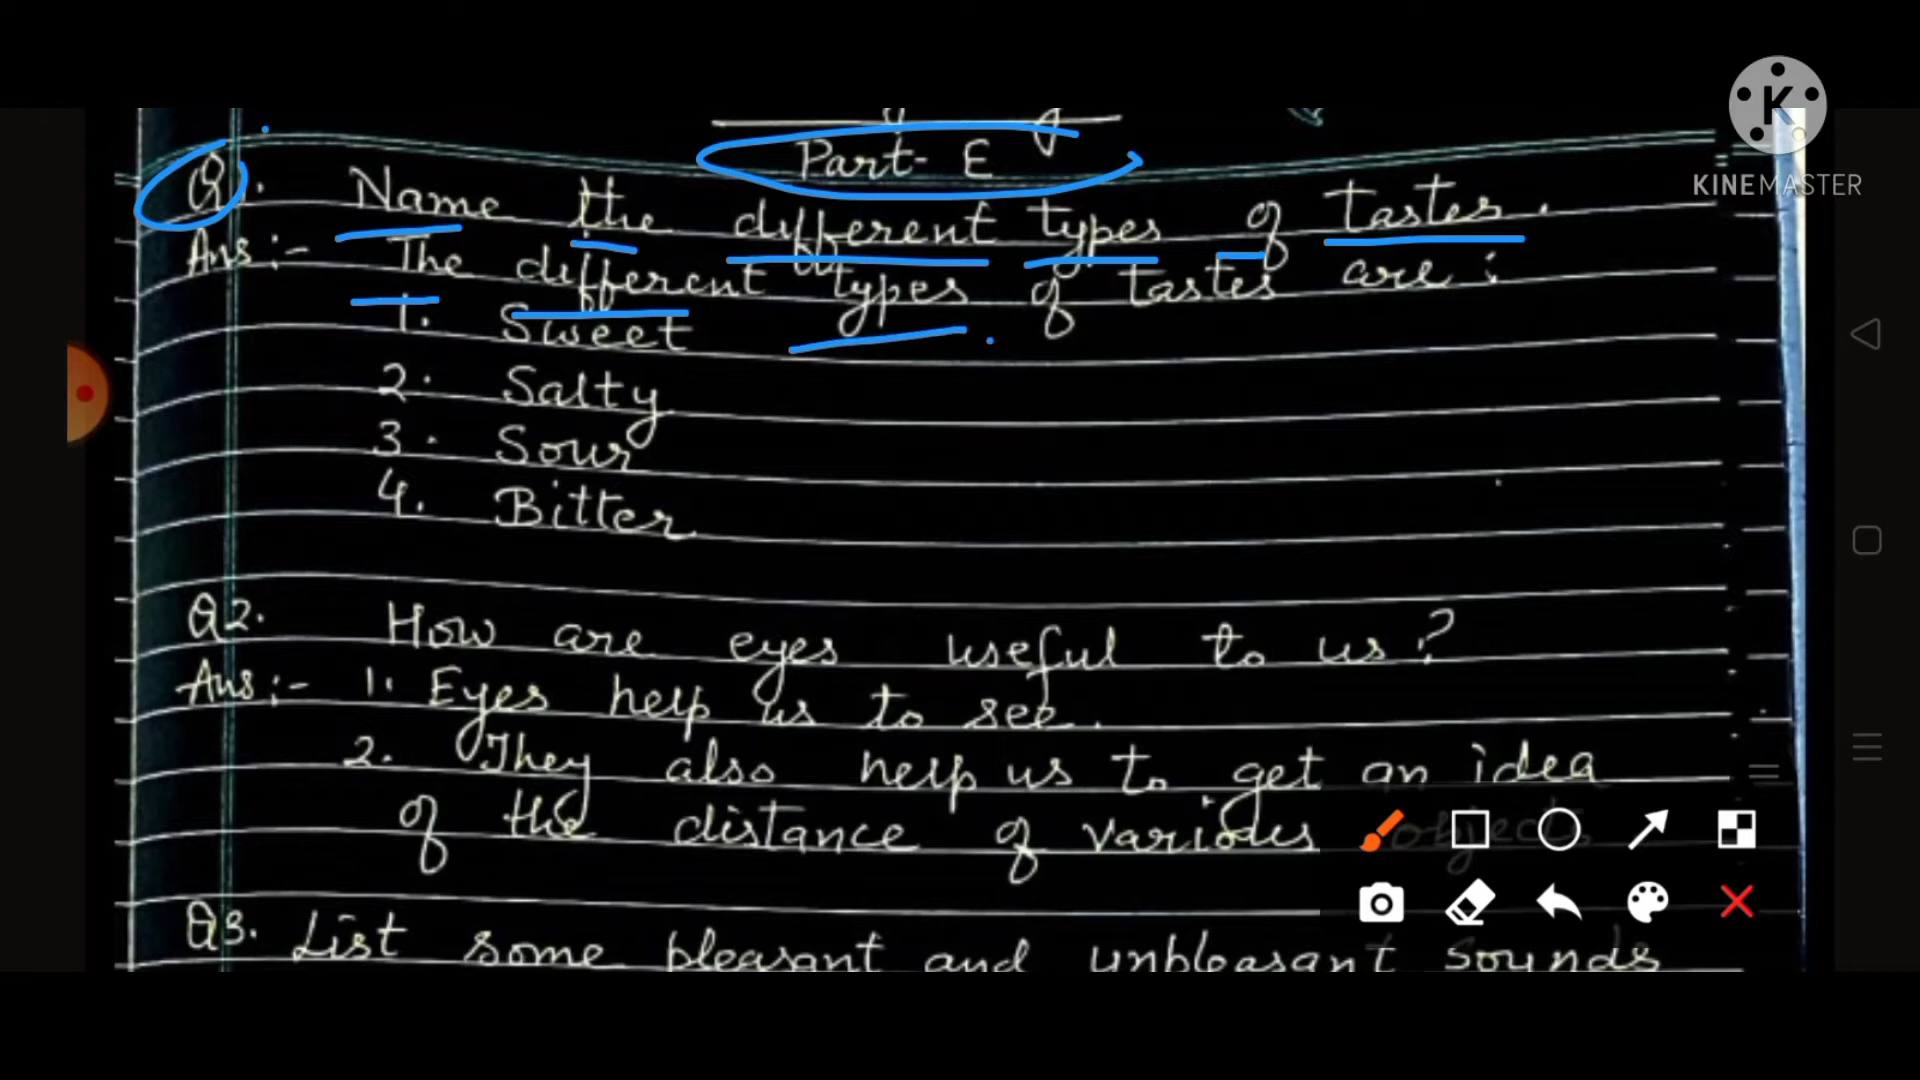 Part- E
Q. Name the different types of tastes.
Ans:- The different types of tastes are:
1. Sweet
2. Salty
3. Sour
4. Bitter
Q2. How are eyes useful to us?
Ans:- 1. Eyes help us to see.
2. They also help us to get an idea
of the distance of various objects
Q3. List some pleasant and unpleasant sounds
K
KINEMASTER